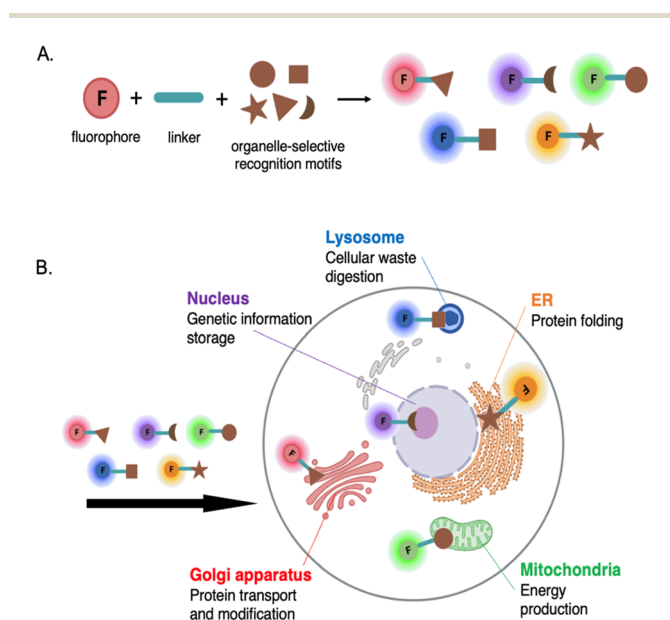 A.
F + + 
fluorophore
linker
organelle-selective
recognition motifs
F
F
F
F
F
B.
Lysosome
Cellular waste
digestion
Nucleus
Genetic information
storage
ER
Protein folding
F
F
F
F
F
F
F
F
F
F
Golgi apparatus
Protein transport
and modification
Mitochondria
Energy
production